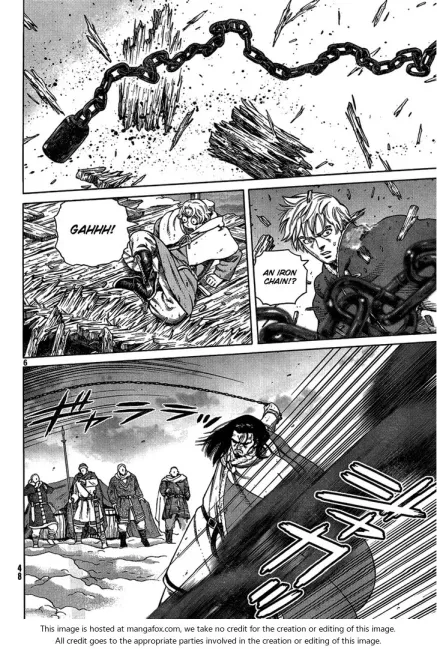 GAHHH!
AN IRON
CHAIN!?
6
ギャラララッ
48
This image is hosted at mangafox.com, we take no credit for the creation or editing of this image.
All credit goes to the appropriate parties involved in the creation or editing of this image.